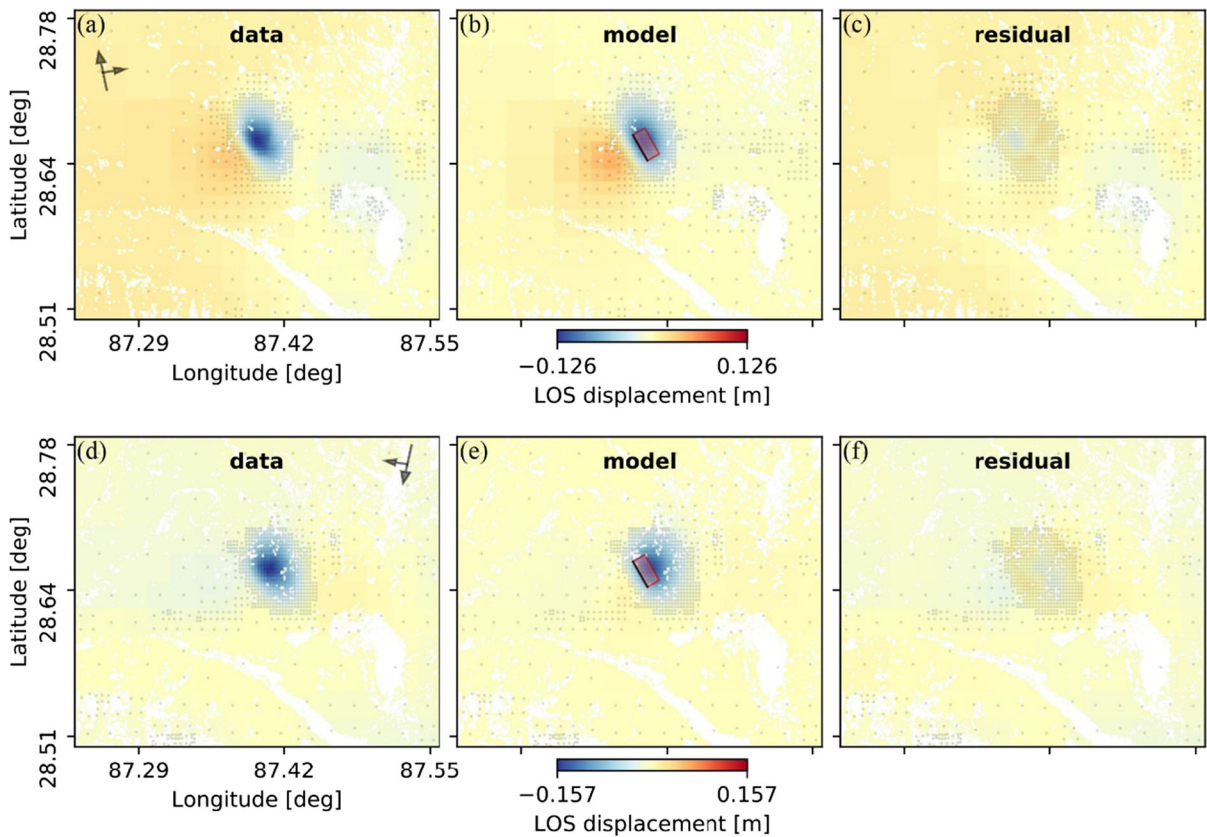 (a) data (b) model (c) residual
28.78
28.64
28.51
Latitude [deg]
87.29 87.42 87.55
Longitude [deg]
−0.126 0.126
LOS displacement [m]
(d) data (e) model (f) residual
28.78
28.64
28.51
Latitude [deg]
87.29 87.42 87.55
Longitude [deg]
−0.157 0.157
LOS displacement [m]